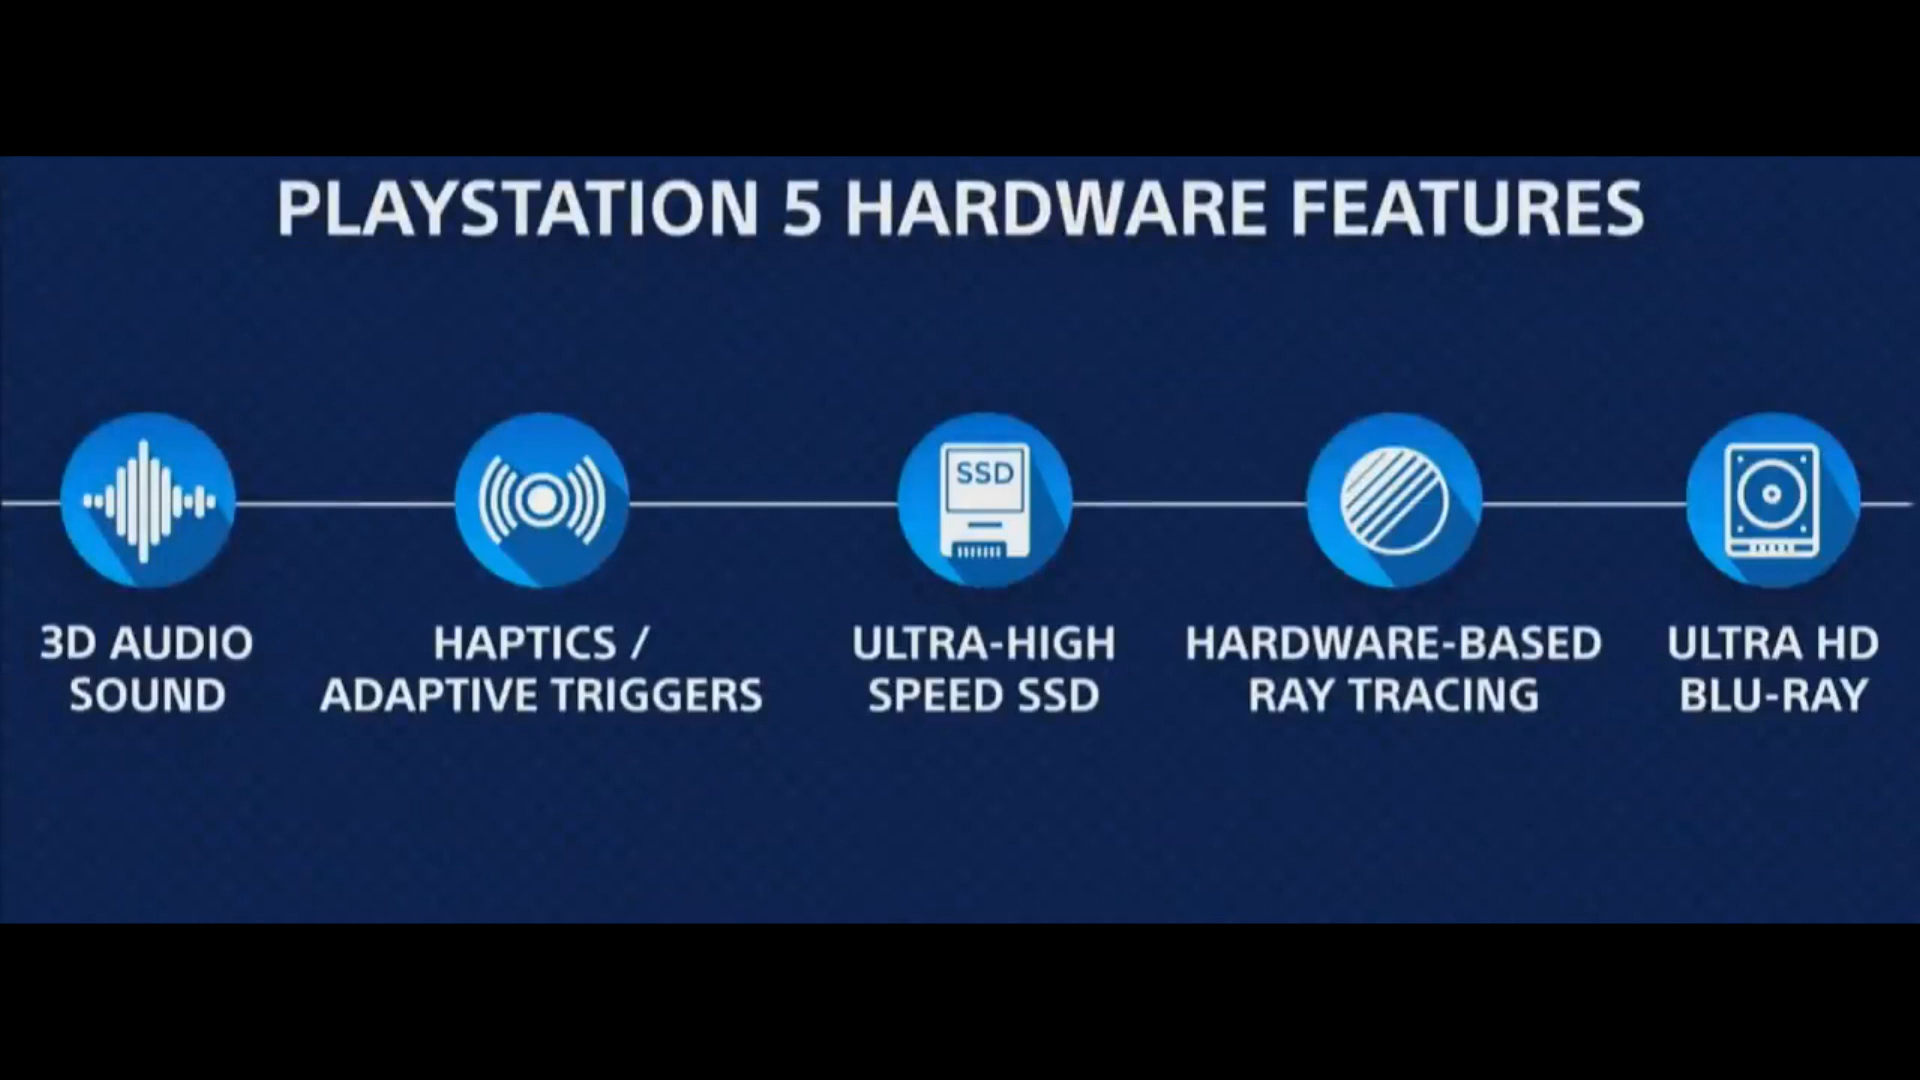 PLAYSTATION 5 HARDWARE FEATURES
SSD
3D AUDIO
SOUND
HAPTICS /
ADAPTIVE TRIGGERS
ULTRA-HIGH
SPEED SSD
HARDWARE-BASED
RAY TRACING
ULTRA HD
BLU-RAY